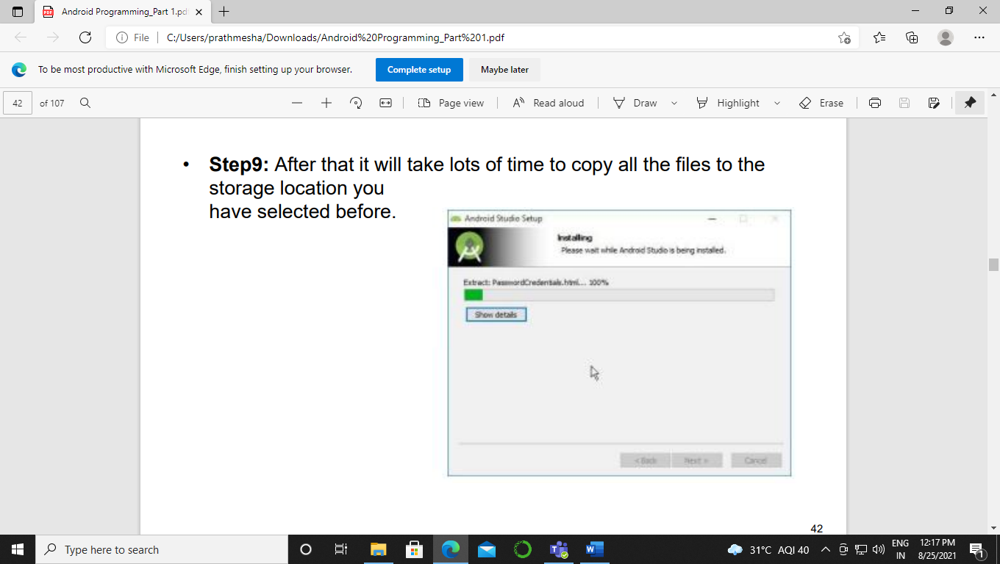 Android Programming_Part 1.pd
File
C:/Users/prathmesha/Downloads/Android%20Programming_Part%201.pdf
To be most productive with Microsoft Edge, finish setting up your browser.
Complete setup
Maybe later
42
of 107
Page view
Read aloud
Draw
Highlight
Erase
• Step9: After that it will take lots of time to copy all the files to the
storage location you
have selected before.
Android Studio Setup
Installing
Please wait while Android Studio is being installed.
Extract: PasswordCredentials.html... 100%
Show details
< Back
Next >
Cancel
42
Type here to search
31°C AQI 40
ENG
IN
12:17 PM
8/25/2021
1